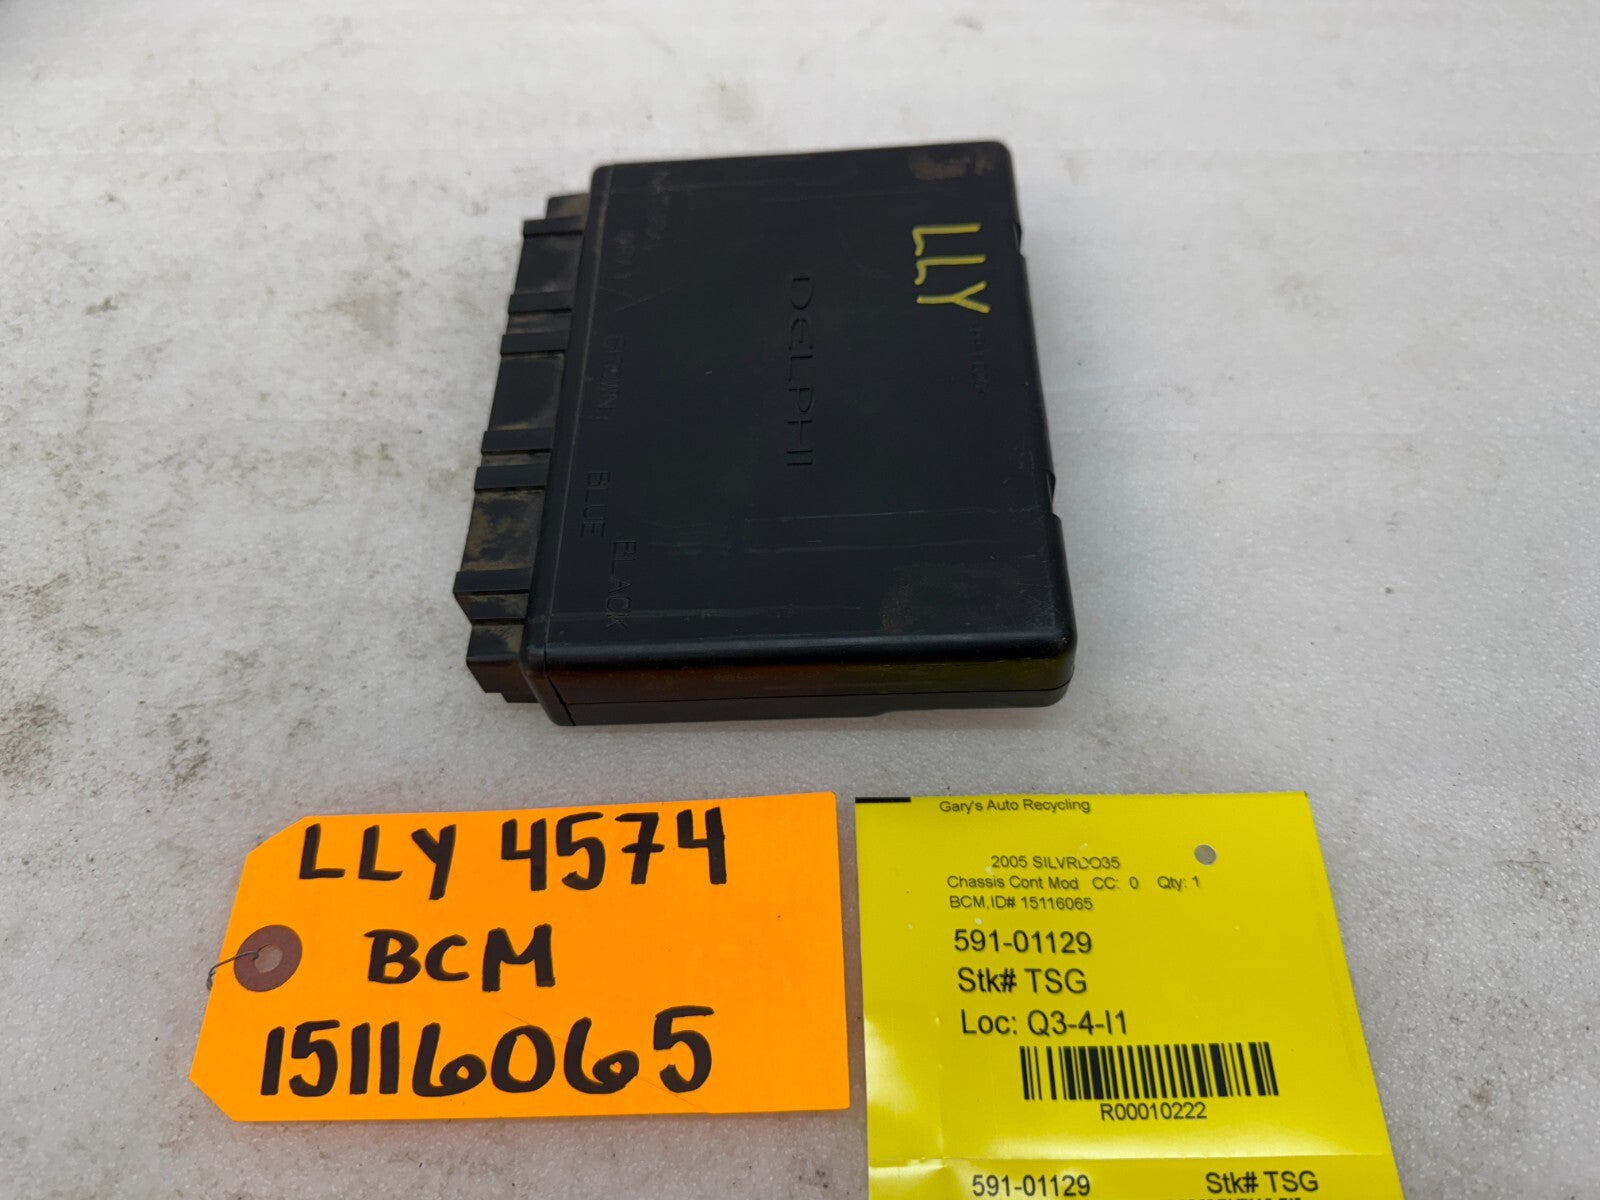 LLY
DELPHI
BROWN
BLUE
BLACK
LLY 4574
BCM
15116065
Gary's Auto Recycling
2005 SILVRDO35
Chassis Cont Mod CC: 0 Qty: 1
BCM,ID# 15116065
591-01129
Stk# TSG
Loc: Q3-4-I1
R00010222
591-01129 Stk# TSG